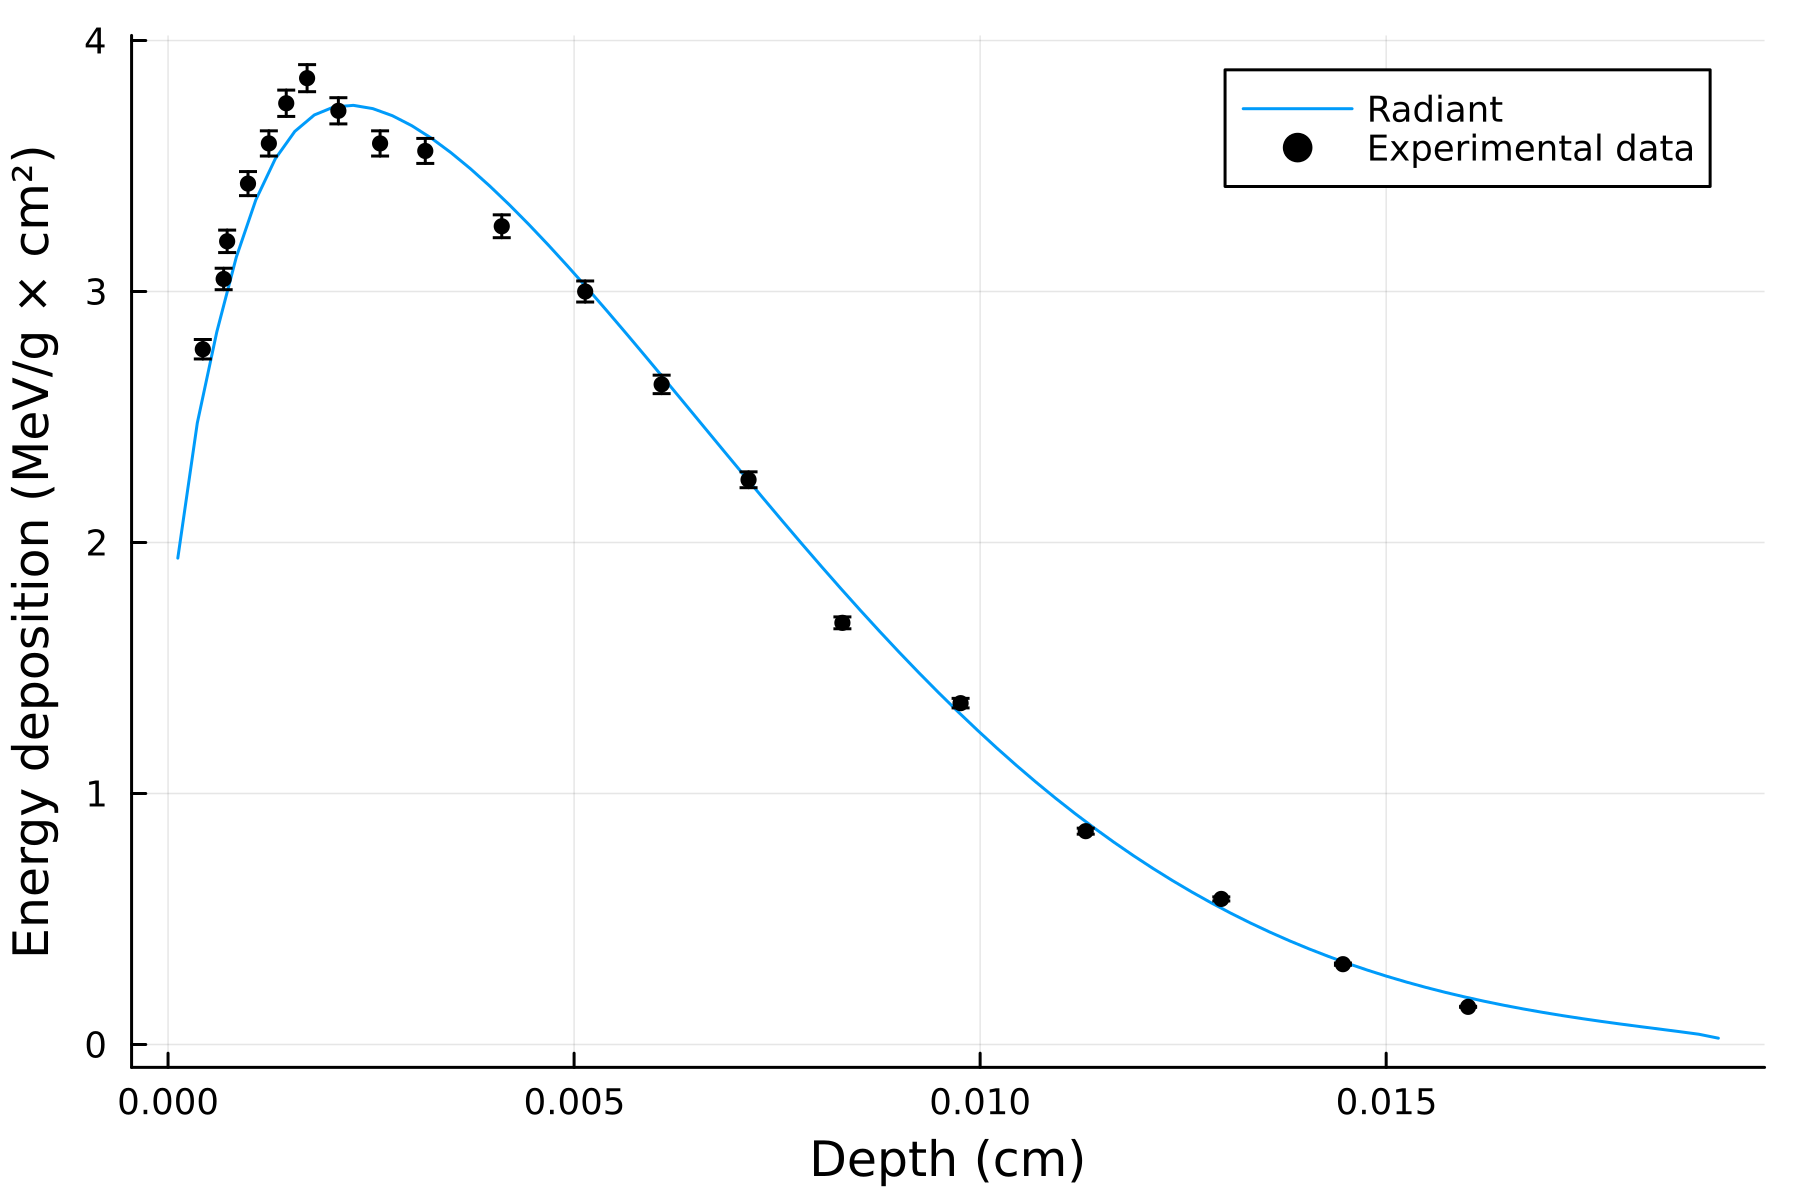 Energy deposition (MeV/g × cm²)
4
3
2
1
0
Radiant
Experimental data
0.000
0.005
0.010
0.015
Depth (cm)